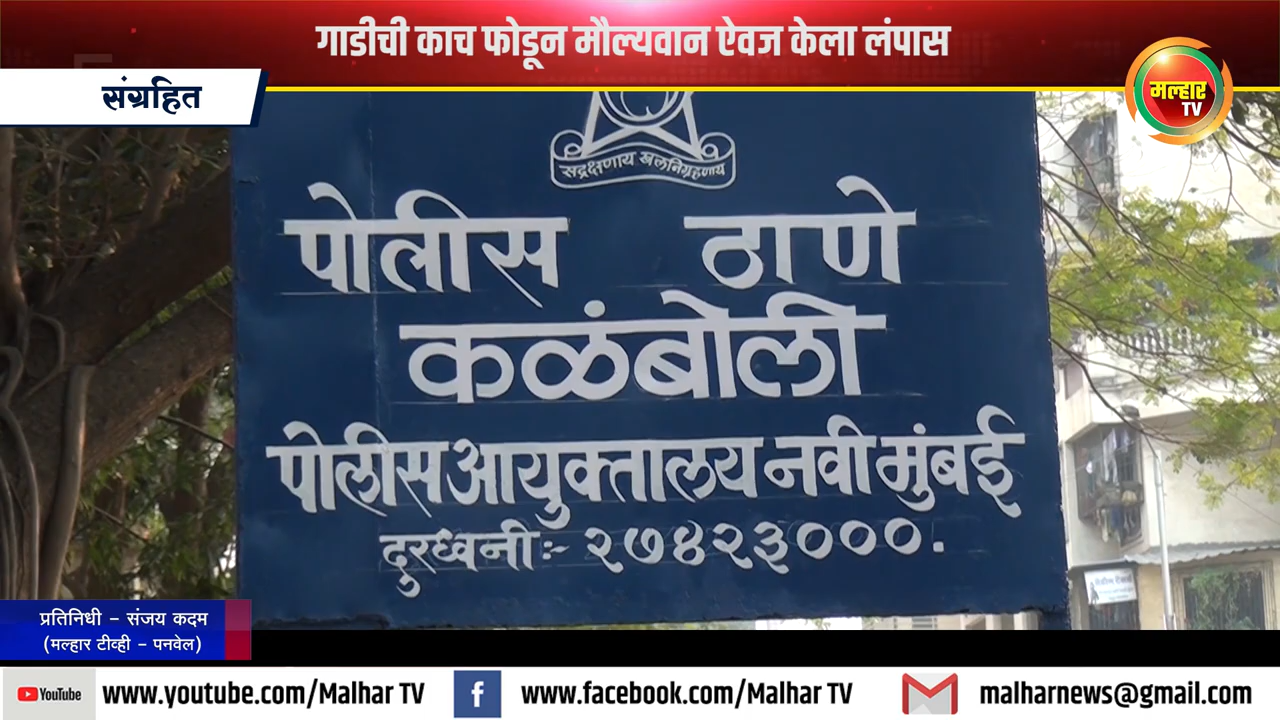 गाडीची काच फोडून मौल्यवान ऐवज केला लंपास
संग्रहित
मल्हार
TV
सद्रक्षणाय खलनिग्रहणाय
पोलीस ठाणे
कळंबोली
पोलीस आयुक्तालय नवी मुंबई
दुरध्वनीः- २७४२३०००.
प्रतिनिधी - संजय कदम
(मल्हार टीव्ही - पनवेल)
YouTube www.youtube.com/Malhar TV f www.facebook.com/Malhar TV malharnews@gmail.com